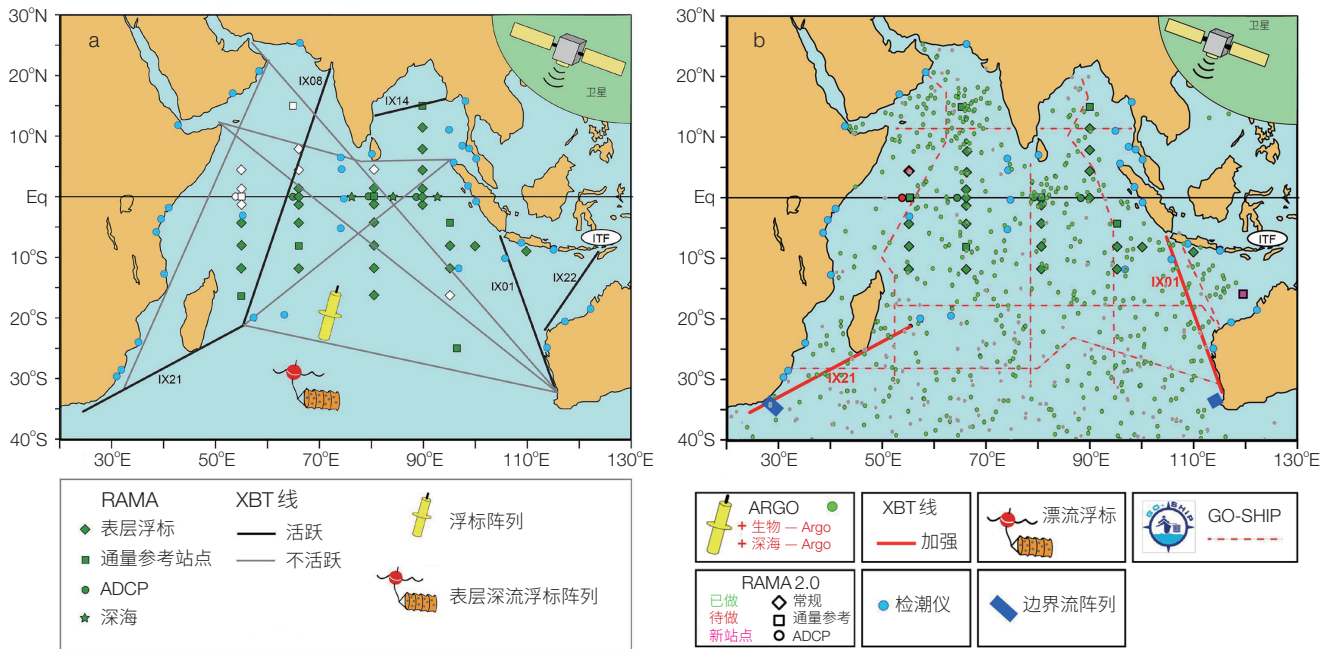 30°N
20°N
10°N
Eq
10°S
20°S
30°S
40°S
30°E
50°E
70°E
90°E
110°E
130°E
a
IX08
IX14
IX01
IX22
IX21
ITF
卫星
RAMA
表层浮标
通量参考站点
ADCP
深海
XBT 线
活跃
不活跃
浮标阵列
表层深流浮标阵列
30°N
20°N
10°N
Eq
10°S
20°S
30°S
40°S
30°E
50°E
70°E
90°E
110°E
130°E
b
卫星
ITF
IX01
IX21
ARGO
+ 生物 — Argo
+ 深海 — Argo
XBT 线
加强
漂流浮标
GO-SHIP
GO-SHIP
RAMA 2.0
已做 常规
待做 通量参考
新站点 ADCP
检潮仪
边界流阵列